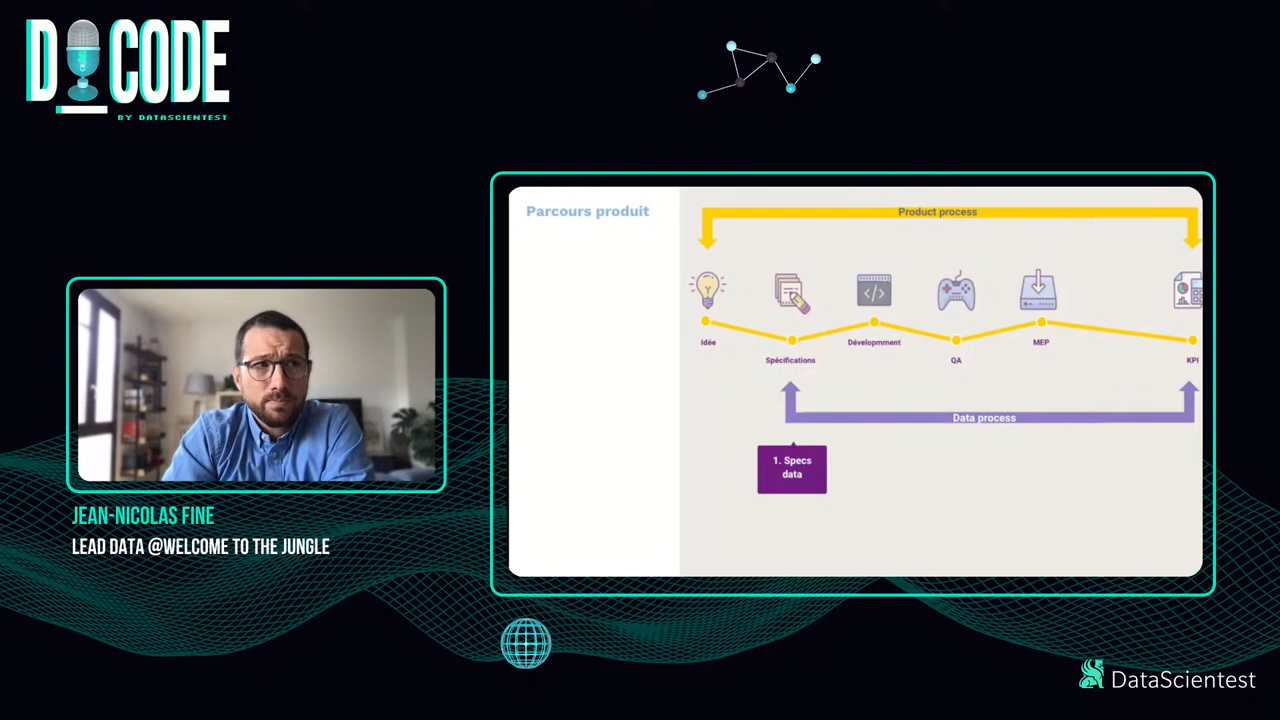 D CODE
BY DATASCIENTEST
Parcours produit
Product process
Idée
Spécifications
Dévelopmment
QA
MEP
KPI
Data process
1. Specs
data
JEAN-NICOLAS FINE
LEAD DATA @WELCOME TO THE JUNGLE
DataScientest